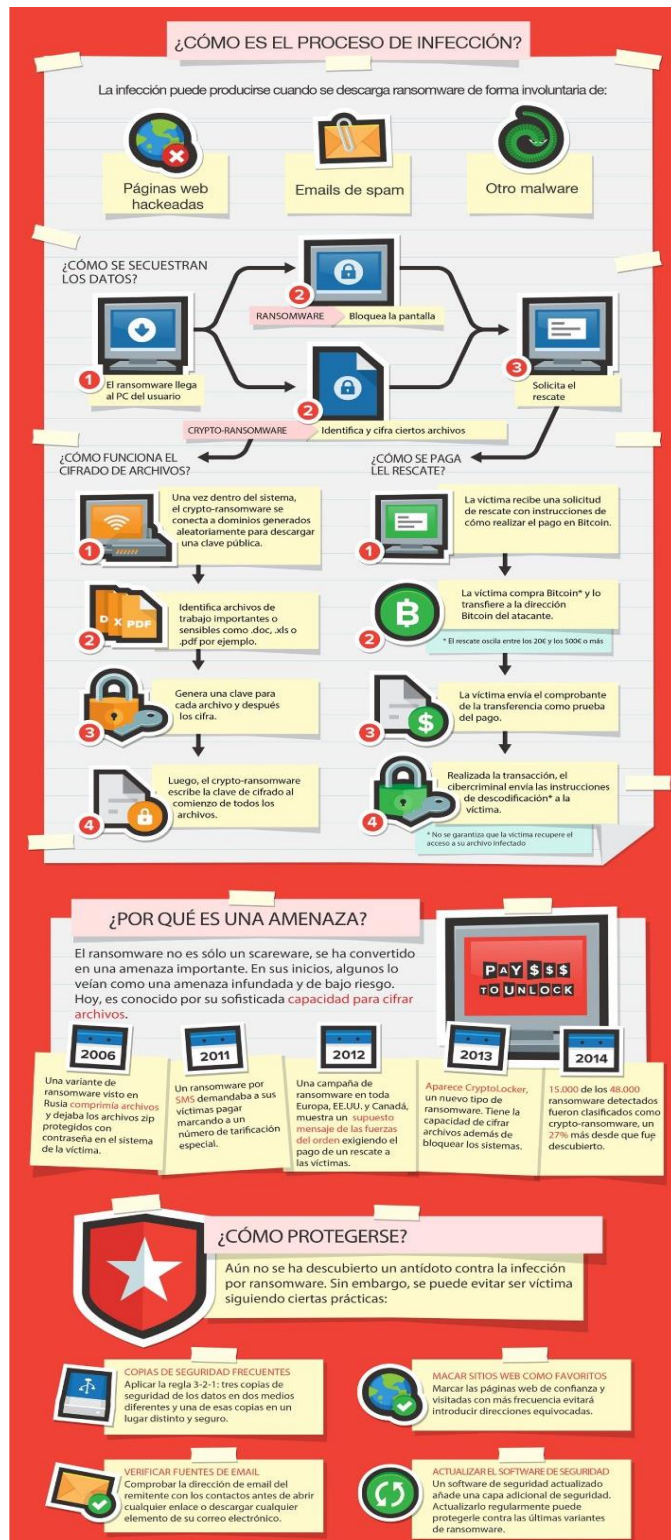 ¿CÓMO ES EL PROCESO DE INFECCIÓN?
La infección puede producirse cuando se descarga ransomware de forma involuntaria de:
Páginas web
hackeadas
Emails de spam
Otro malware
¿CÓMO SE SECUESTRAN
LOS DATOS?
1
El ransomware llega
al PC del usuario
2
RANSOMWARE
Bloquea la pantalla
2
CRYPTO-RANSOMWARE
Identifica y cifra ciertos archivos
3
Solicita el
rescate
¿CÓMO FUNCIONA EL
CIFRADO DE ARCHIVOS?
1
Una vez dentro del sistema,
el crypto-ransomware se
conecta a dominios generados
aleatoriamente para descargar
una clave pública.
D X PDF
2
Identifica archivos de
trabajo importantes o
sensibles como .doc, .xls o
.pdf por ejemplo.
3
Genera una clave para
cada archivo y después
los cifra.
4
Luego, el crypto-ransomware
escribe la clave de cifrado al
comienzo de todos los
archivos.
¿CÓMO SE PAGA
LEL RESCATE?
1
La víctima recibe una solicitud
de rescate con instrucciones de
cómo realizar el pago en Bitcoin.
2
La víctima compra Bitcoin* y lo
transfiere a la dirección
Bitcoin del atacante.
* El rescate oscila entre los 20€ y los 500€ o más
3
$
La víctima envía el comprobante
de la transferencia como prueba
del pago.
4
Realizada la transacción, el
cibercriminal envía las instrucciones
de descodificación* a la
víctima.
* No se garantiza que la víctima recupere el
acceso a su archivo infectado
¿POR QUÉ ES UNA AMENAZA?
El ransomware no es sólo un scareware, se ha convertido
en una amenaza importante. En sus inicios, algunos lo
veían como una amenaza infundada y de bajo riesgo.
Hoy, es conocido por su sofisticada capacidad para cifrar
archivos.
PAY $$$
TO UNLOCK
2006
Una variante de
ransomware visto en
Rusia comprimía archivos
y dejaba los archivos zip
protegidos con
contraseña en el sistema
de la víctima.
2011
Un ransomware por
SMS demandaba a sus
víctimas pagar
marcando a un
número de tarificación
especial.
2012
Una campaña de
ransomware en toda
Europa, EE.UU. y Canadá,
muestra un supuesto
mensaje de las fuerzas
del orden exigiendo el
pago de un rescate a
las víctimas.
2013
Aparece CryptoLocker,
un nuevo tipo de
ransomware. Tiene la
capacidad de cifrar
archivos además de
bloquear los sistemas.
2014
15.000 de los 48.000
ransomware detectados
fueron clasificados como
crypto-ransomware, un
27% más desde que fue
descubierto.
¿CÓMO PROTEGERSE?
Aún no se ha descubierto un antídoto contra la infección
por ransomware. Sin embargo, se puede evitar ser víctima
siguiendo ciertas prácticas:
COPIAS DE SEGURIDAD FRECUENTES
Aplicar la regla 3-2-1: tres copias de
seguridad de los datos en dos medios
diferentes y una de esas copias en un
lugar distinto y seguro.
MACAR SITIOS WEB COMO FAVORITOS
Marcar las páginas web de confianza y
visitadas con más frecuencia evitará
introducir direcciones equivocadas.
VERIFICAR FUENTES DE EMAIL
Comprobar la dirección de email del
remitente con los contactos antes de abrir
cualquier enlace o descargar cualquier
elemento de su correo electrónico.
ACTUALIZAR EL SOFTWARE DE SEGURIDAD
Un software de seguridad actualizado
añade una capa adicional de seguridad.
Actualizarlo regularmente puede
protegerle contra las últimas variantes
de ransomware.